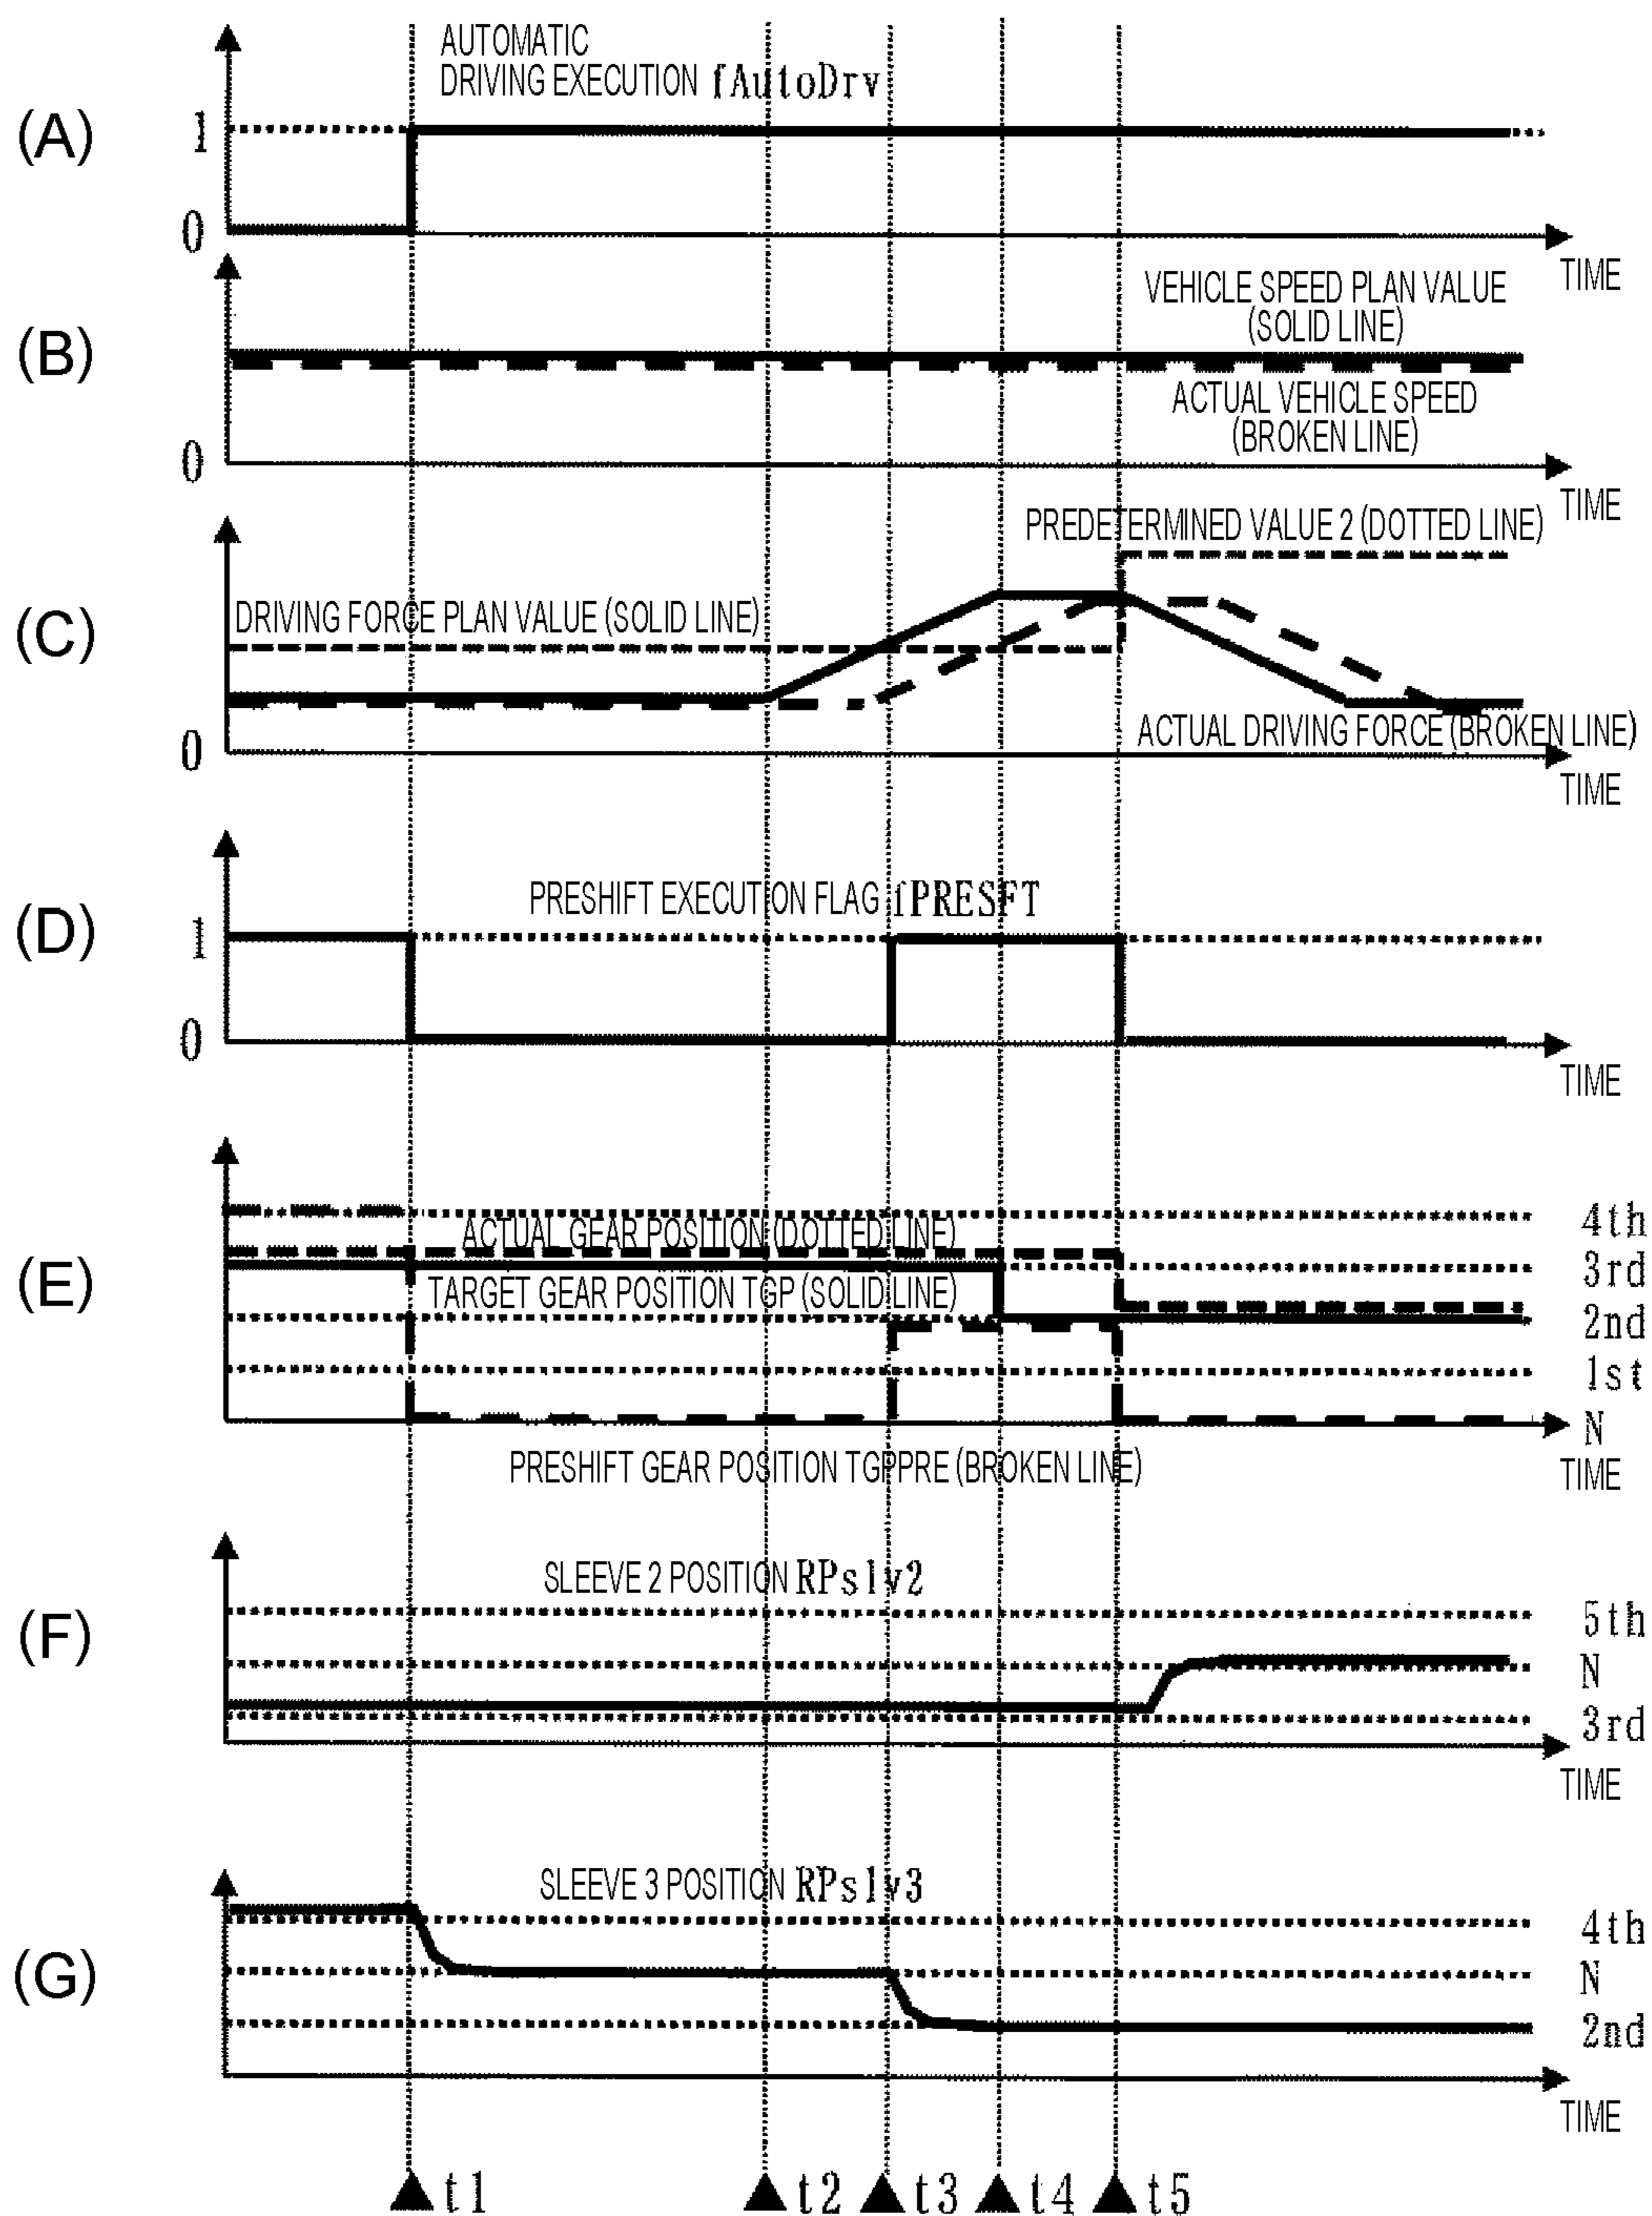 AUTOMATIC
DRIVING EXECUTION fAutoDrv
(A)
1
0
TIME
VEHICLE SPEED PLAN VALUE
(SOLID LINE)
(B)
ACTUAL VEHICLE SPEED
(BROKEN LINE)
0
TIME
PREDETERMINED VALUE 2 (DOTTED LINE)
DRIVING FORCE PLAN VALUE (SOLID LINE)
(C)
ACTUAL DRIVING FORCE (BROKEN LINE)
0
TIME
PRESHIFT EXECUTION FLAG fPRESFT
(D)
1
0
TIME
4th
ACTUAL GEAR POSITION (DOTTED LINE)
(E)
3rd
TARGET GEAR POSITION TGP (SOLID LINE)
2nd
1st
N
PRESHIFT GEAR POSITION TGPPRE (BROKEN LINE)
TIME
SLEEVE 2 POSITION RPslv2
(F)
5th
N
3rd
TIME
SLEEVE 3 POSITION RPslv3
4th
(G)
N
2nd
TIME
t1 t2 t3 t4 t5